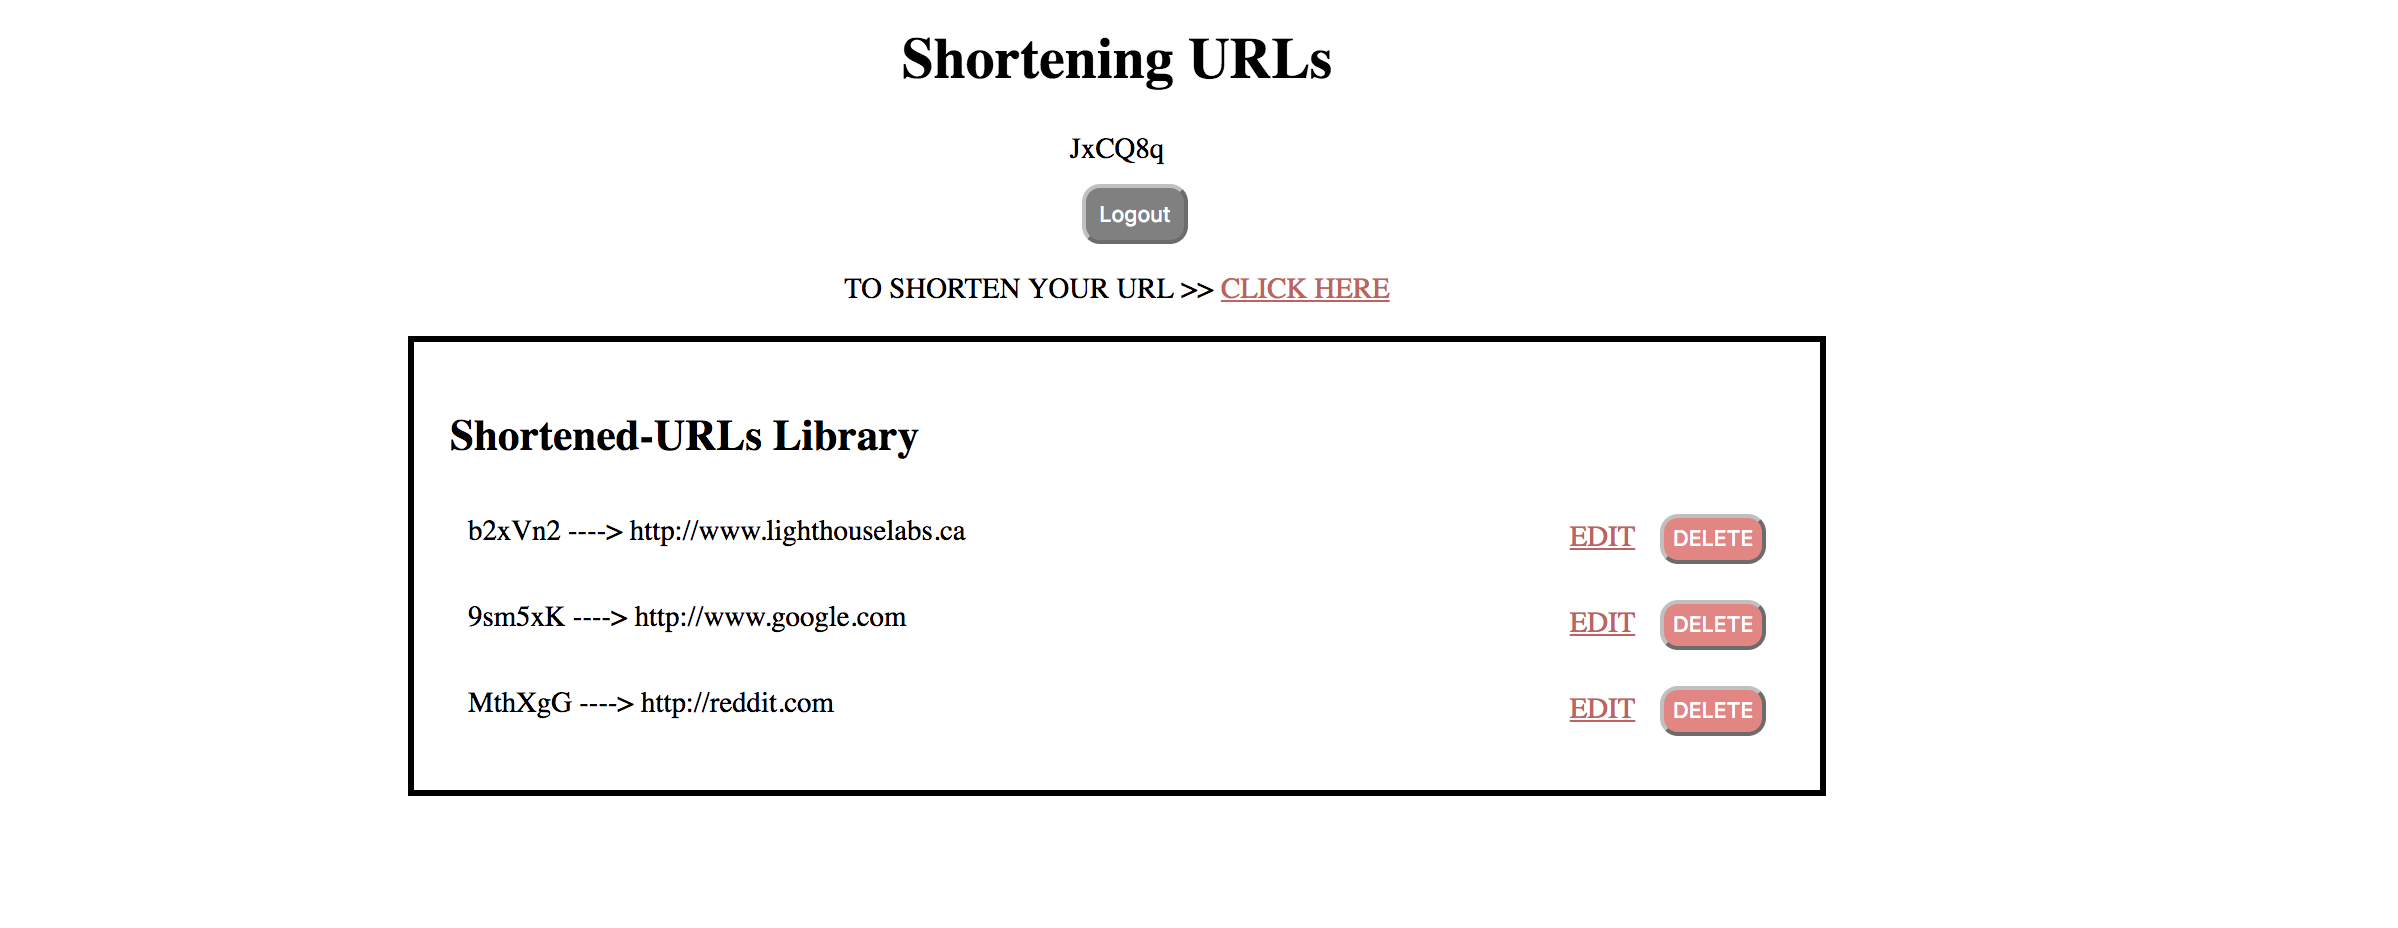 Shortening URLs
JxCQ8q
Logout
TO SHORTEN YOUR URL >> CLICK HERE
Shortened-URLs Library
b2xVn2 ----> http://www.lighthouselabs.ca EDIT DELETE
9sm5xK ----> http://www.google.com EDIT DELETE
MthXgG ----> http://reddit.com EDIT DELETE